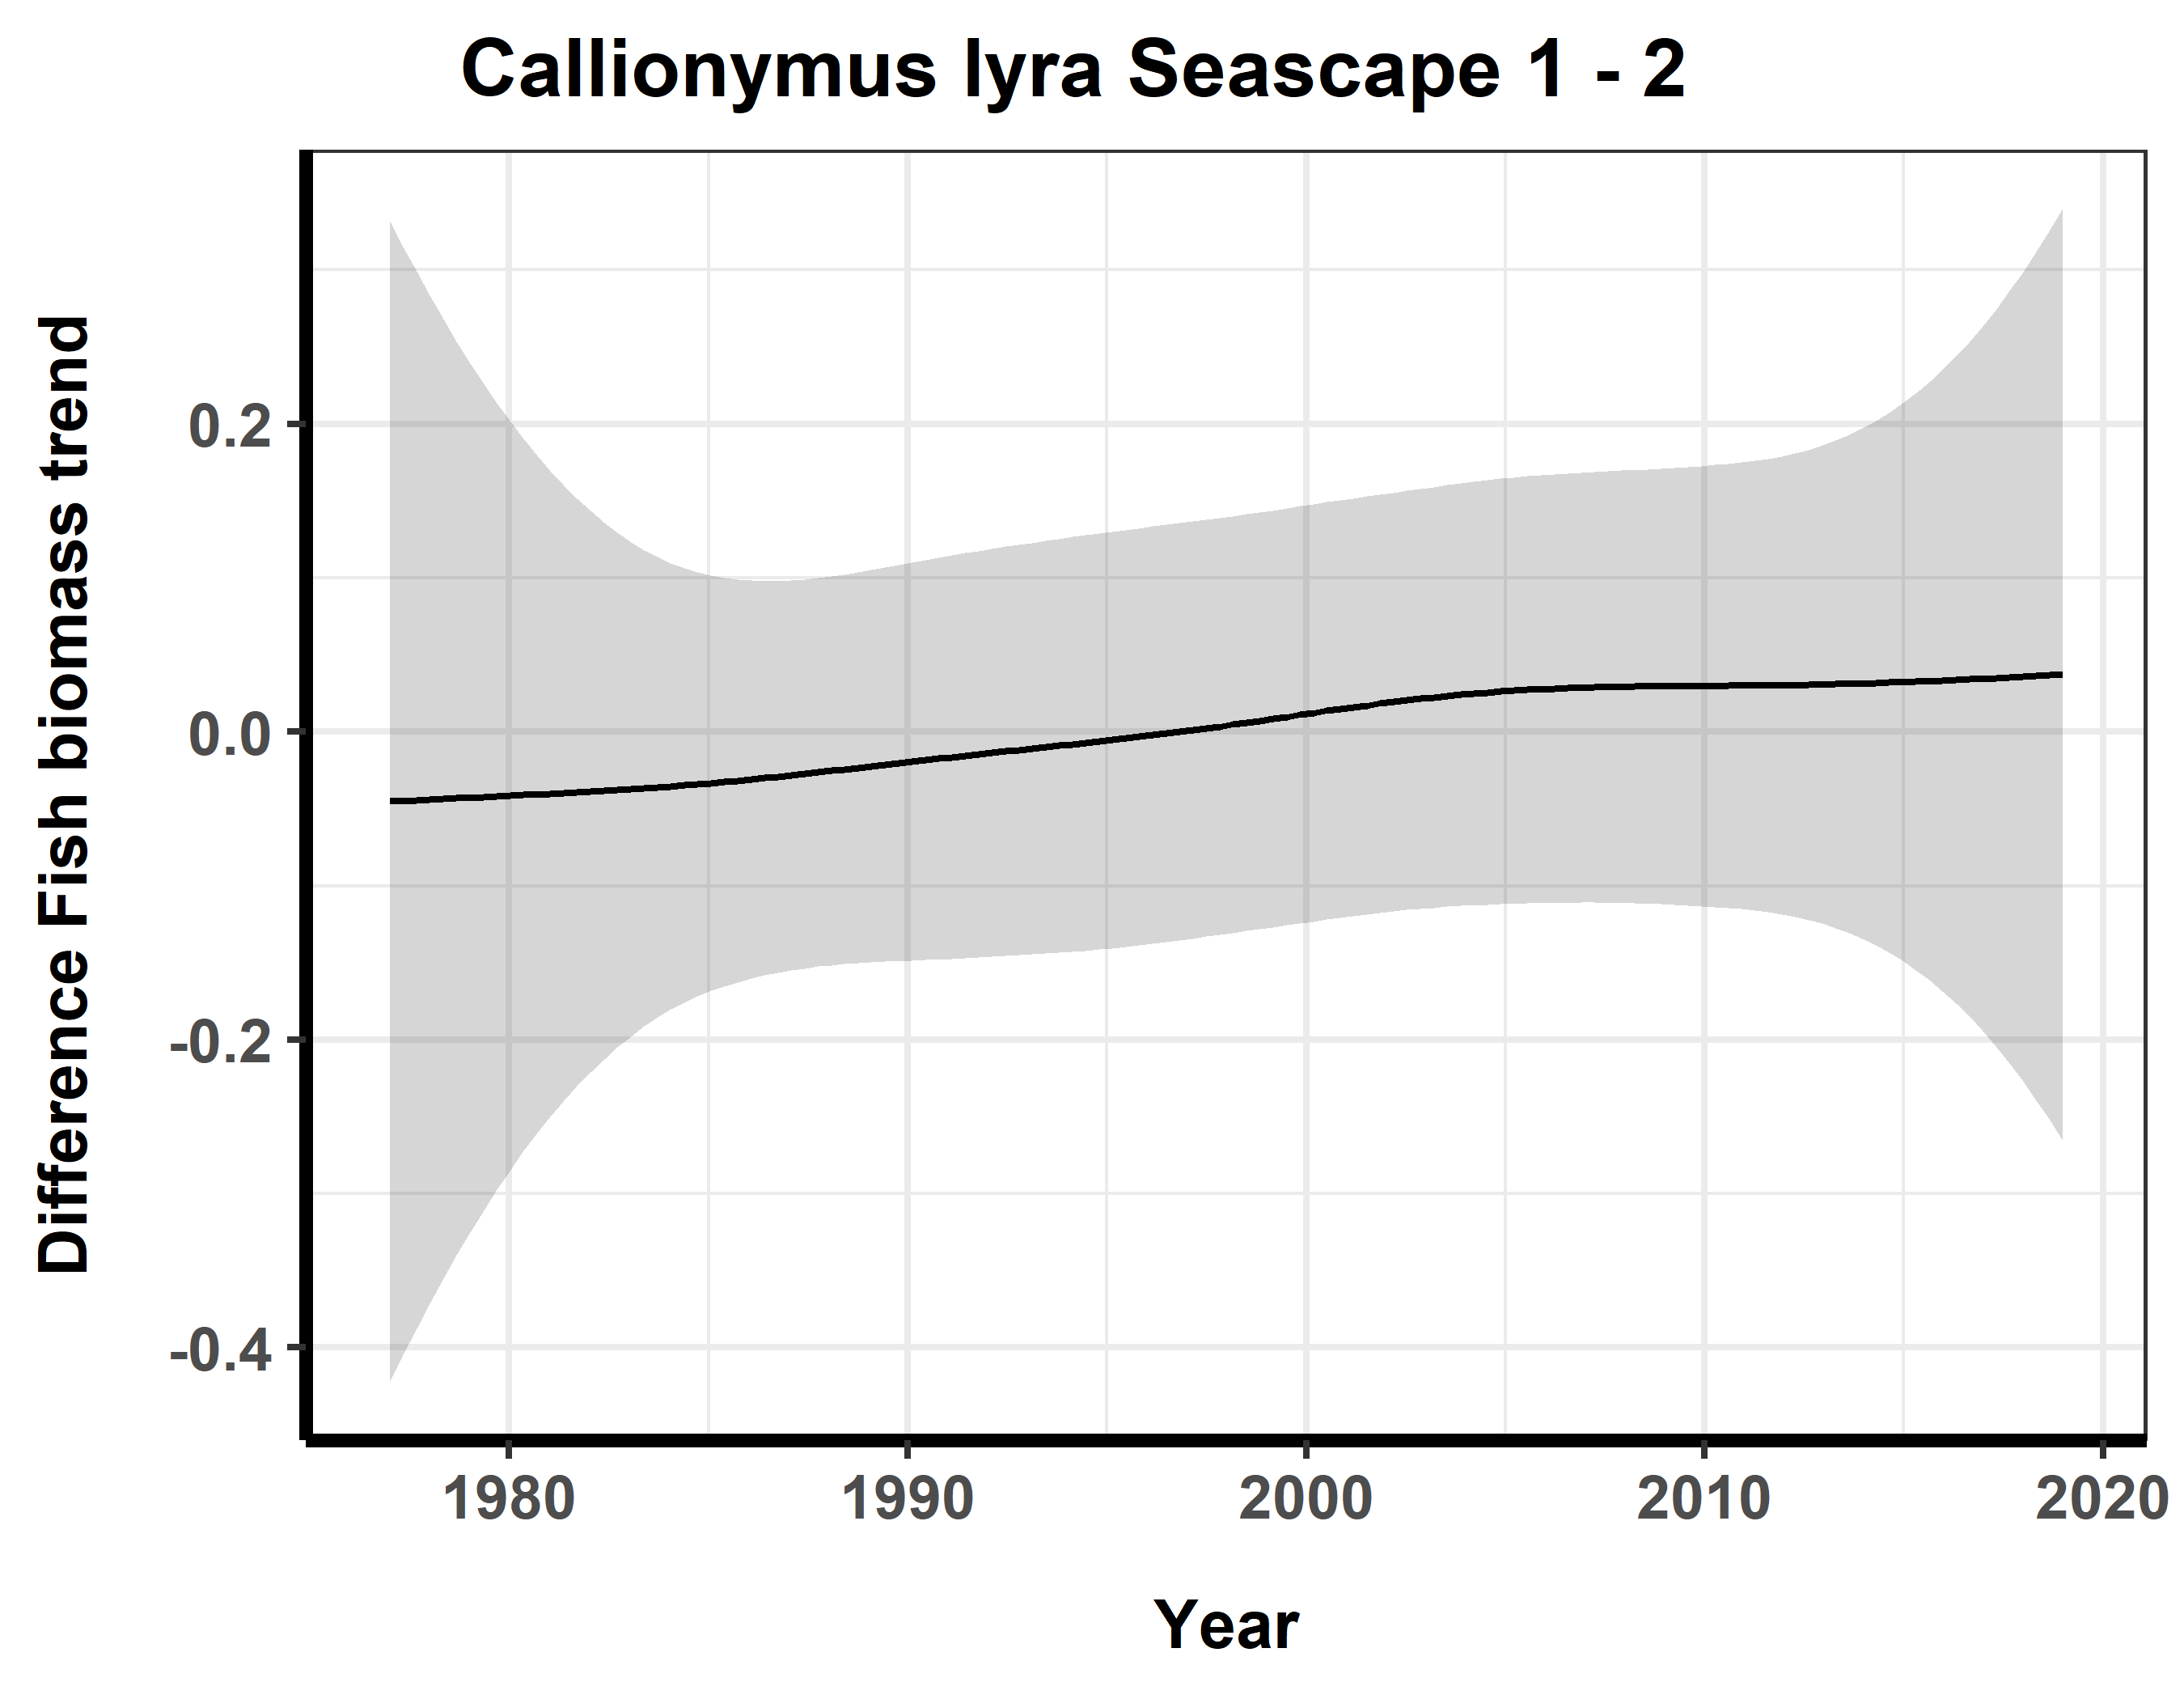 Callionymus lyra Seascape 1 - 2
Difference Fish biomass trend
0.2
0.0
-0.2
-0.4
1980 1990 2000 2010 2020
Year